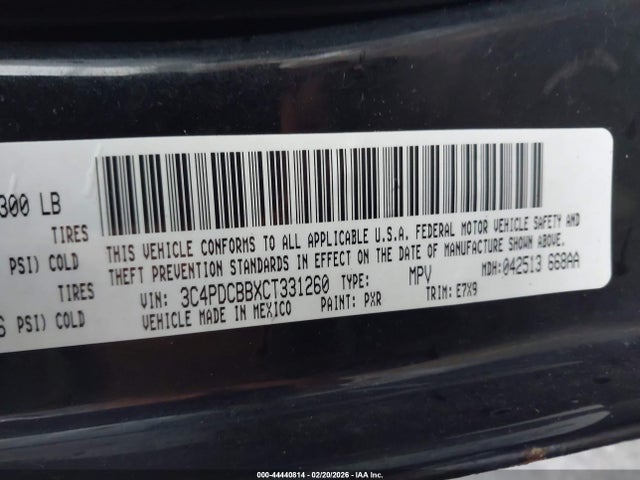 300 LB
TIRES
PSI) COLD
TIRES
PSI) COLD
THIS VEHICLE CONFORMS TO ALL APPLICABLE U.S.A. FEDERAL MOTOR VEHICLE SAFETY AND
THEFT PREVENTION STANDARDS IN EFFECT ON THE DATE OF MANUFACTURE SHOWN ABOVE.
VIN: 3C4PDCBBXCT331260 TYPE: MPV MDH:042513 668AA
VEHICLE MADE IN MEXICO PAINT: PXR TRIM: E7X9
000-44440814 - 02/20/2026 - IAA Inc.